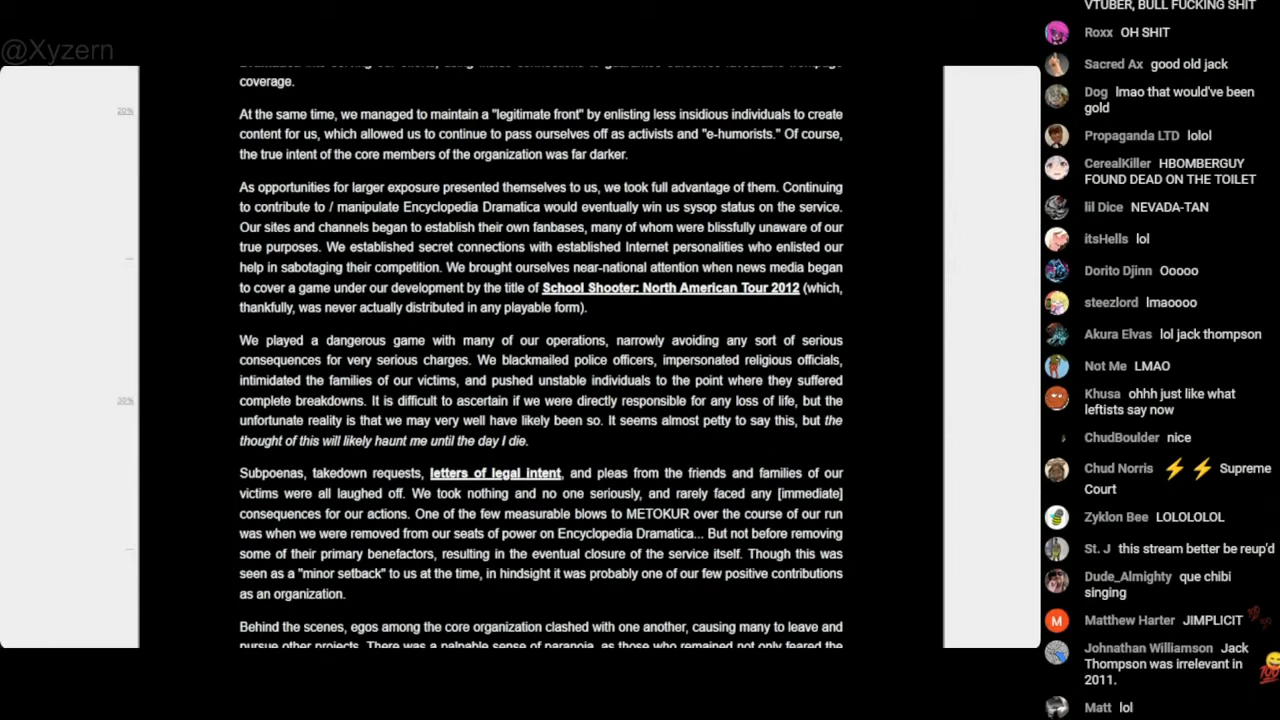 @Xyzern
coverage.
At the same time, we managed to maintain a "legitimate front" by enlisting less insidious individuals to create
content for us, which allowed us to continue to pass ourselves off as activists and "e-humorists." Of course,
the true intent of the core members of the organization was far darker.
As opportunities for larger exposure presented themselves to us, we took full advantage of them. Continuing
to contribute to / manipulate Encyclopedia Dramatica would eventually win us sysop status on the service.
Our sites and channels began to establish their own fanbases, many of whom were blissfully unaware of our
true purposes. We established secret connections with established Internet personalities who enlisted our
help in sabotaging their competition. We brought ourselves near-national attention when news media began
to cover a game under our development by the title of School Shooter: North American Tour 2012 (which,
thankfully, was never actually distributed in any playable form).
We played a dangerous game with many of our operations, narrowly avoiding any sort of serious
consequences for very serious charges. We blackmailed police officers, impersonated religious officials,
intimidated the families of our victims, and pushed unstable individuals to the point where they suffered
complete breakdowns. It is difficult to ascertain if we were directly responsible for any loss of life, but the
unfortunate reality is that we may very well have likely been so. It seems almost petty to say this, but the
thought of this will likely haunt me until the day I die.
Subpoenas, takedown requests, letters of legal intent, and pleas from the friends and families of our
victims were all laughed off. We took nothing and no one seriously, and rarely faced any [immediate]
consequences for our actions. One of the few measurable blows to METOKUR over the course of our run
was when we were removed from our seats of power on Encyclopedia Dramatica... But not before removing
some of their primary benefactors, resulting in the eventual closure of the service itself. Though this was
seen as a "minor setback" to us at the time, in hindsight it was probably one of our few positive contributions
as an organization.
Behind the scenes, egos among the core organization clashed with one another, causing many to leave and
pursue other projects. There was a palpable sense of paranoia, as those who remained not only feared the
20%
20%
VTUBER, BULL FUCKING SHIT
Roxx OH SHIT
Sacred Ax good old jack
Dog lmao that would've been
gold
Propaganda LTD lolol
CerealKiller HBOMBERGUY
FOUND DEAD ON THE TOILET
lil Dice NEVADA-TAN
itsHells lol
Dorito Djinn Ooooo
steezlord lmaoooo
Akura Elvas lol jack thompson
Not Me LMAO
Khusa ohhh just like what
leftists say now
ChudBoulder nice
Chud Norris ⚡ ⚡ Supreme
Court
Zyklon Bee LOLOLOLOL
St. J this stream better be reup'd
Dude_Almighty que chibi
singing
M
Matthew Harter JIMPLICIT
Johnathan Williamson Jack
Thompson was irrelevant in
2011.
Matt lol